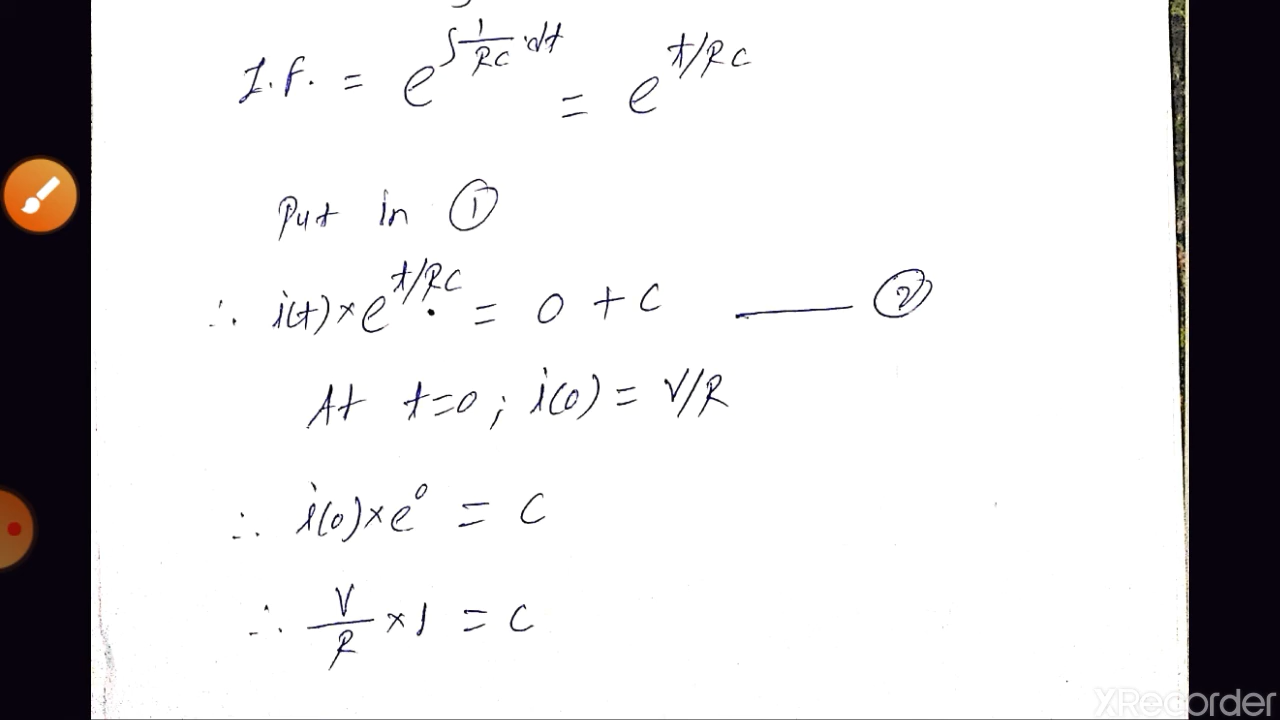 I.F. = e^{∫ 1/RC · dt} = e^{t/RC}
Put in ①
∴ i(t) × e^{t/RC} = 0 + C —— ②
At t=0 ; i(0) = V/R
∴ i(0) × e^0 = C
∴ V/R × 1 = C
XRecorder